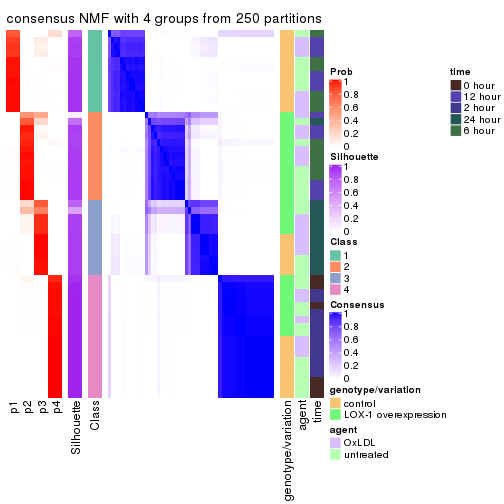 consensus NMF with 4 groups from 250 partitions
p1
p2
p3
p4
Silhouette
Class
genotype/variation
agent
time
Prob
1
0.8
0.6
0.4
0.2
0
Silhouette
1
0.8
0.6
0.4
0.2
0
Class
1
2
3
4
Consensus
1
0.8
0.6
0.4
0.2
0
genotype/variation
control
LOX-1 overexpression
agent
OxLDL
untreated
time
0 hour
12 hour
2 hour
24 hour
6 hour